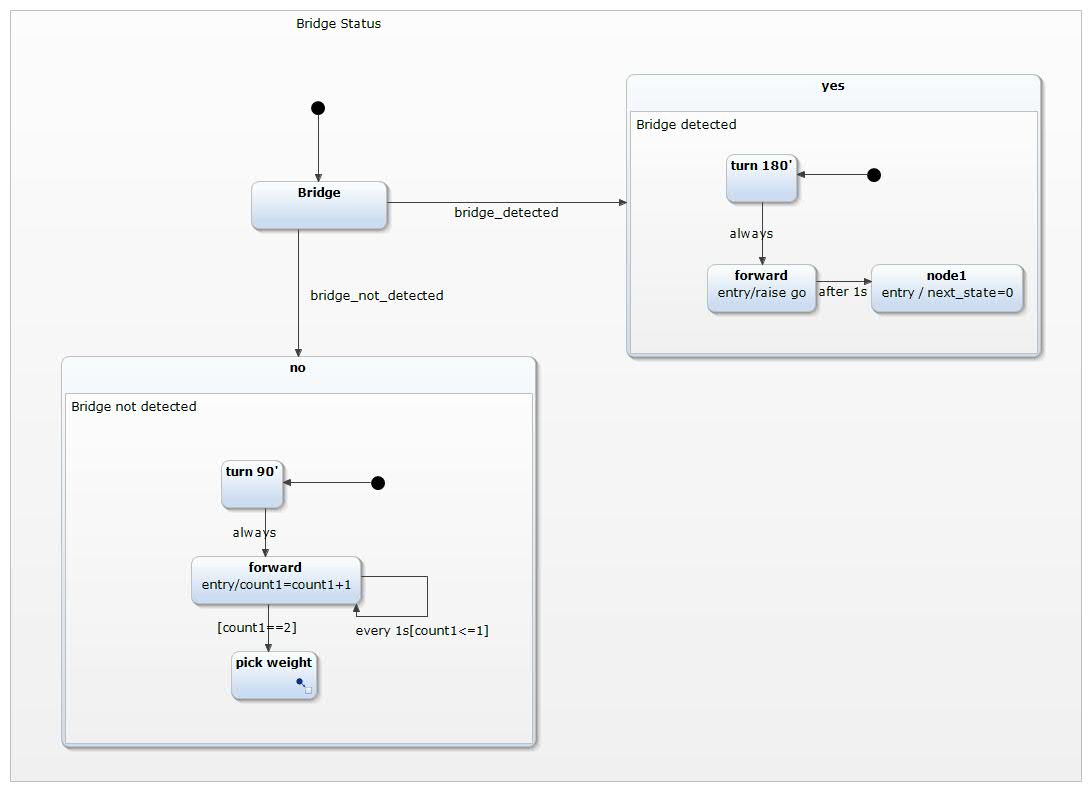 Bridge Status
yes
Bridge detected
turn 180'
always
forward
entry/raise go
after 1s
node1
entry / next_state=0
Bridge
bridge_detected
bridge_not_detected
no
Bridge not detected
turn 90'
always
forward
entry/count1=count1+1
[count1==2]
every 1s[count1<=1]
pick weight